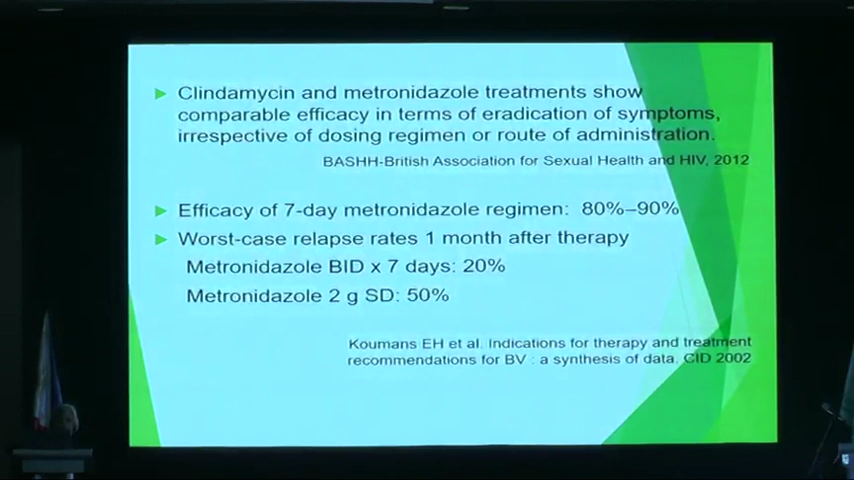 Clindamycin and metronidazole treatments show
comparable efficacy in terms of eradication of symptoms,
irrespective of dosing regimen or route of administration.
BASHH-British Association for Sexual Health and HIV, 2012
Efficacy of 7-day metronidazole regimen: 80%–90%
Worst-case relapse rates 1 month after therapy
Metronidazole BID x 7 days: 20%
Metronidazole 2 g SD: 50%
Koumans EH et al. Indications for therapy and treatment
recommendations for BV : a synthesis of data. CID 2002